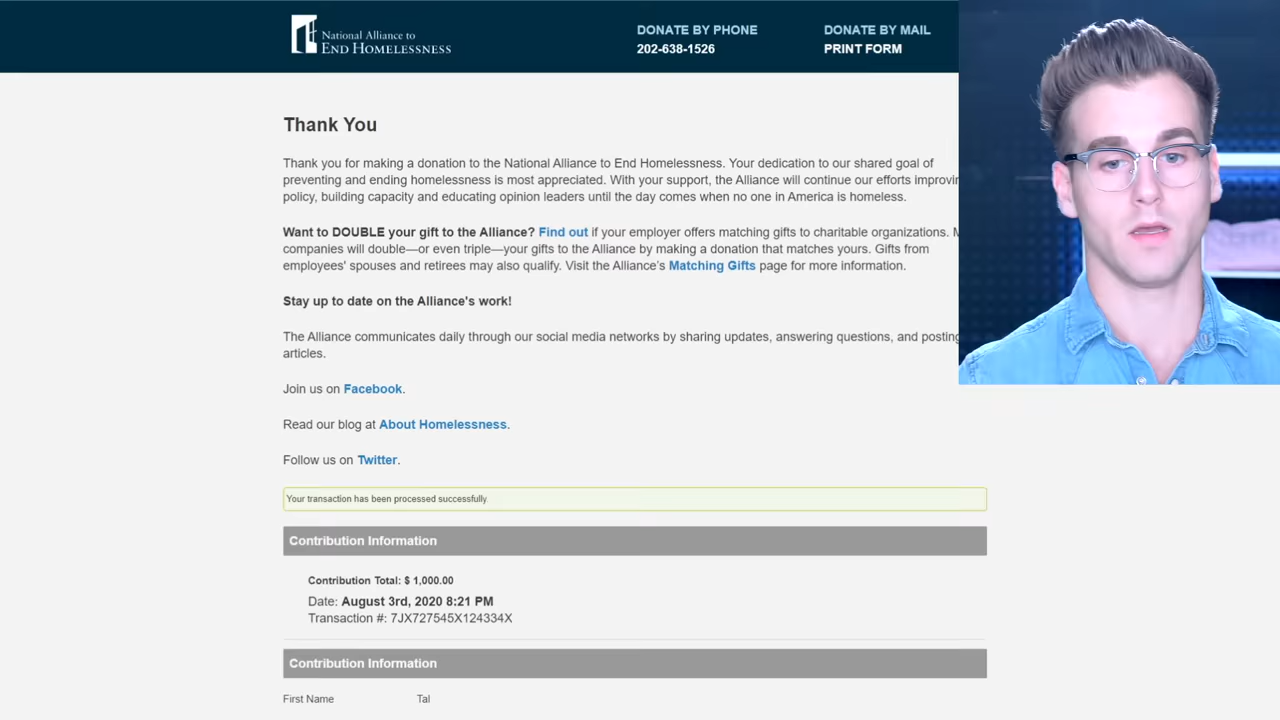 National Alliance to
END HOMELESSNESS
DONATE BY PHONE
202-638-1526
DONATE BY MAIL
PRINT FORM
Thank You
Thank you for making a donation to the National Alliance to End Homelessness. Your dedication to our shared goal of
preventing and ending homelessness is most appreciated. With your support, the Alliance will continue our efforts improvin
policy, building capacity and educating opinion leaders until the day comes when no one in America is homeless.
Want to DOUBLE your gift to the Alliance? Find out if your employer offers matching gifts to charitable organizations. M
companies will double—or even triple—your gifts to the Alliance by making a donation that matches yours. Gifts from
employees' spouses and retirees may also qualify. Visit the Alliance’s Matching Gifts page for more information.
Stay up to date on the Alliance's work!
The Alliance communicates daily through our social media networks by sharing updates, answering questions, and posting
articles.
Join us on Facebook.
Read our blog at About Homelessness.
Follow us on Twitter.
Your transaction has been processed successfully.
Contribution Information
Contribution Total: $ 1,000.00
Date: August 3rd, 2020 8:21 PM
Transaction #: 7JX727545X124334X
Contribution Information
First Name Tal